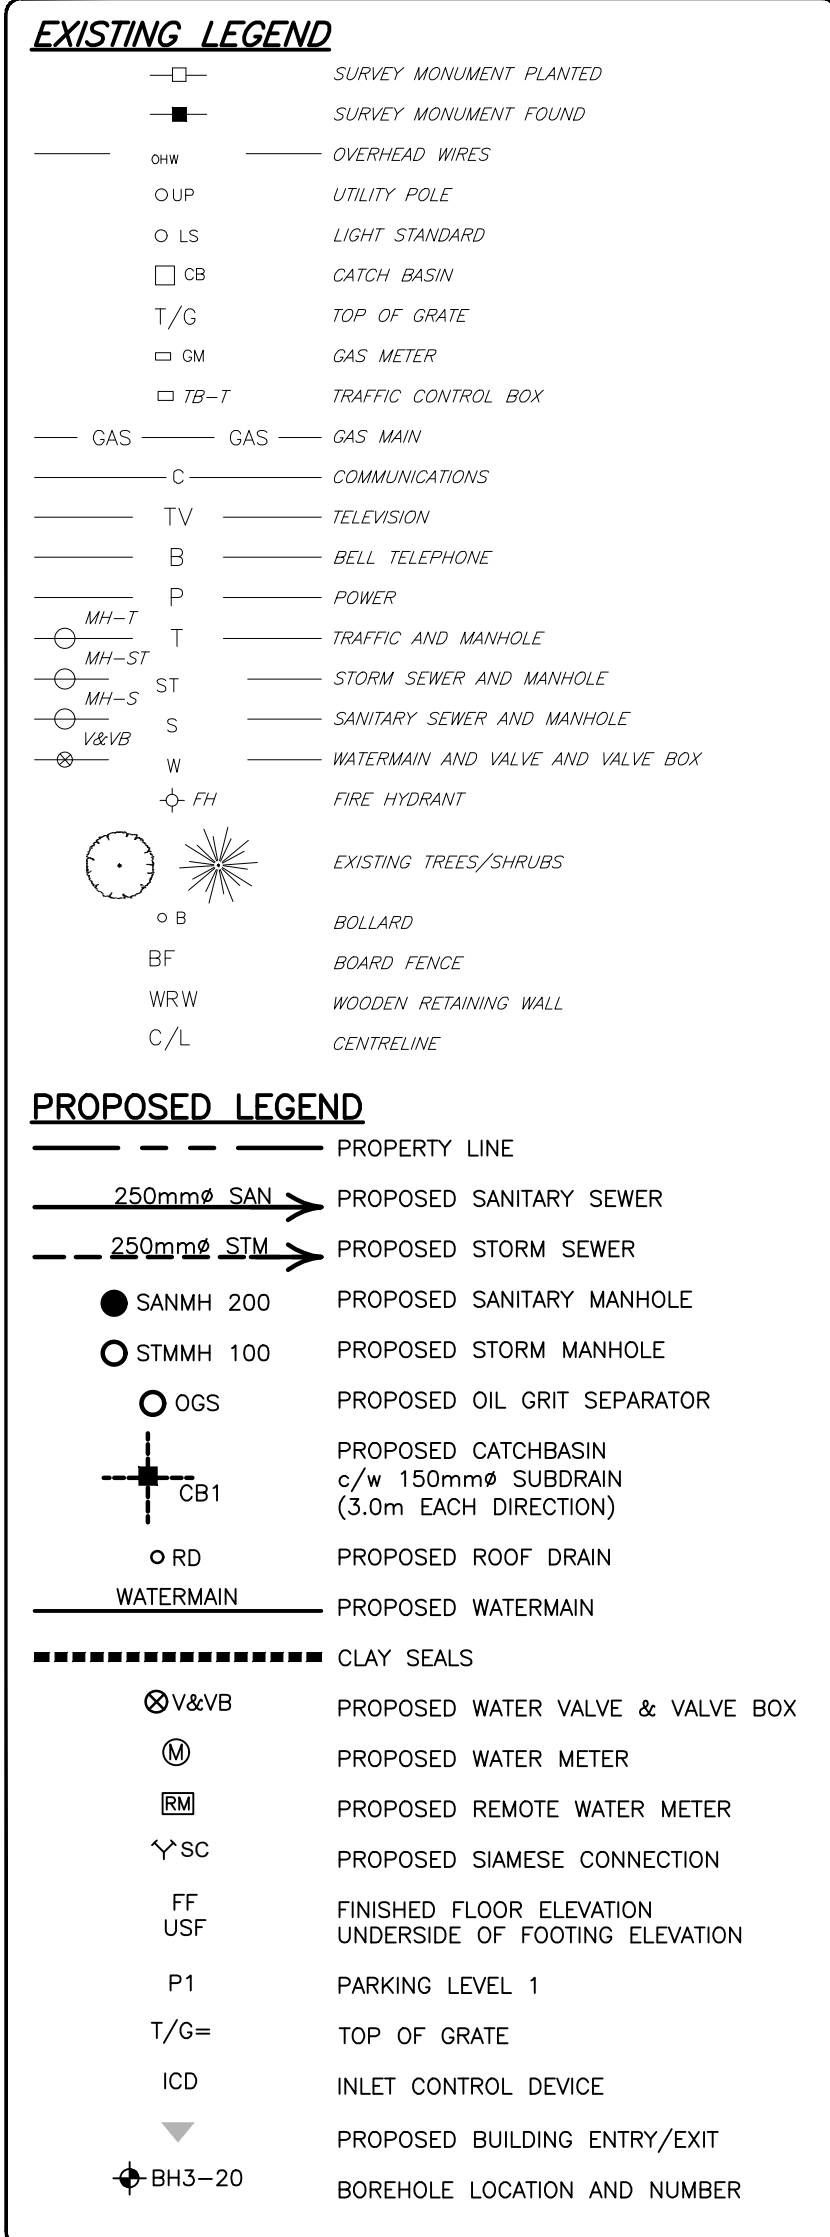 EXISTING LEGEND
SURVEY MONUMENT PLANTED
SURVEY MONUMENT FOUND
OHW OVERHEAD WIRES
UP UTILITY POLE
LS LIGHT STANDARD
CB CATCH BASIN
T/G TOP OF GRATE
GM GAS METER
TB-T TRAFFIC CONTROL BOX
GAS GAS GAS MAIN
C COMMUNICATIONS
TV TELEVISION
B BELL TELEPHONE
P POWER
MH-T
T TRAFFIC AND MANHOLE
MH-ST
ST STORM SEWER AND MANHOLE
MH-S
S SANITARY SEWER AND MANHOLE
V&VB
W WATERMAIN AND VALVE AND VALVE BOX
FH FIRE HYDRANT
EXISTING TREES/SHRUBS
B BOLLARD
BF BOARD FENCE
WRW WOODEN RETAINING WALL
C/L CENTRELINE
PROPOSED LEGEND
PROPERTY LINE
250mmø SAN PROPOSED SANITARY SEWER
250mmø STM PROPOSED STORM SEWER
SANMH 200 PROPOSED SANITARY MANHOLE
STMMH 100 PROPOSED STORM MANHOLE
OGS PROPOSED OIL GRIT SEPARATOR
PROPOSED CATCHBASIN
CB1 c/w 150mmø SUBDRAIN
(3.0m EACH DIRECTION)
RD PROPOSED ROOF DRAIN
WATERMAIN PROPOSED WATERMAIN
CLAY SEALS
V&VB PROPOSED WATER VALVE & VALVE BOX
M PROPOSED WATER METER
RM PROPOSED REMOTE WATER METER
SC PROPOSED SIAMESE CONNECTION
FF FINISHED FLOOR ELEVATION
USF UNDERSIDE OF FOOTING ELEVATION
P1 PARKING LEVEL 1
T/G= TOP OF GRATE
ICD INLET CONTROL DEVICE
PROPOSED BUILDING ENTRY/EXIT
BH3-20 BOREHOLE LOCATION AND NUMBER